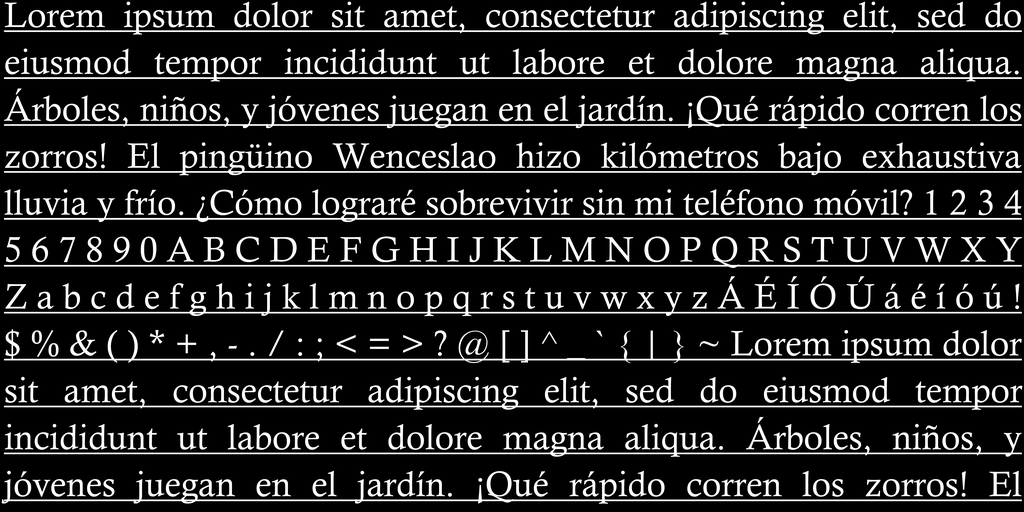 Lorem ipsum dolor sit amet, consectetur adipiscing elit, sed do
eiusmod tempor incididunt ut labore et dolore magna aliqua.
Árboles, niños, y jóvenes juegan en el jardín. ¡Qué rápido corren los
zorros! El pingüino Wenceslao hizo kilómetros bajo exhaustiva
lluvia y frío. ¿Cómo lograré sobrevivir sin mi teléfono móvil? 1 2 3 4
5 6 7 8 9 0 A B C D E F G H I J K L M N O P Q R S T U V W X Y
Z a b c d e f g h i j k l m n o p q r s t u v w x y z Á É Í Ó Ú á é í ó ú !
$ % & ( ) * + , - . / : ; < = > ? @ [ ] ^ _ ` { | } ~ Lorem ipsum dolor
sit amet, consectetur adipiscing elit, sed do eiusmod tempor
incididunt ut labore et dolore magna aliqua. Árboles, niños, y
jóvenes juegan en el jardín. ¡Qué rápido corren los zorros! El